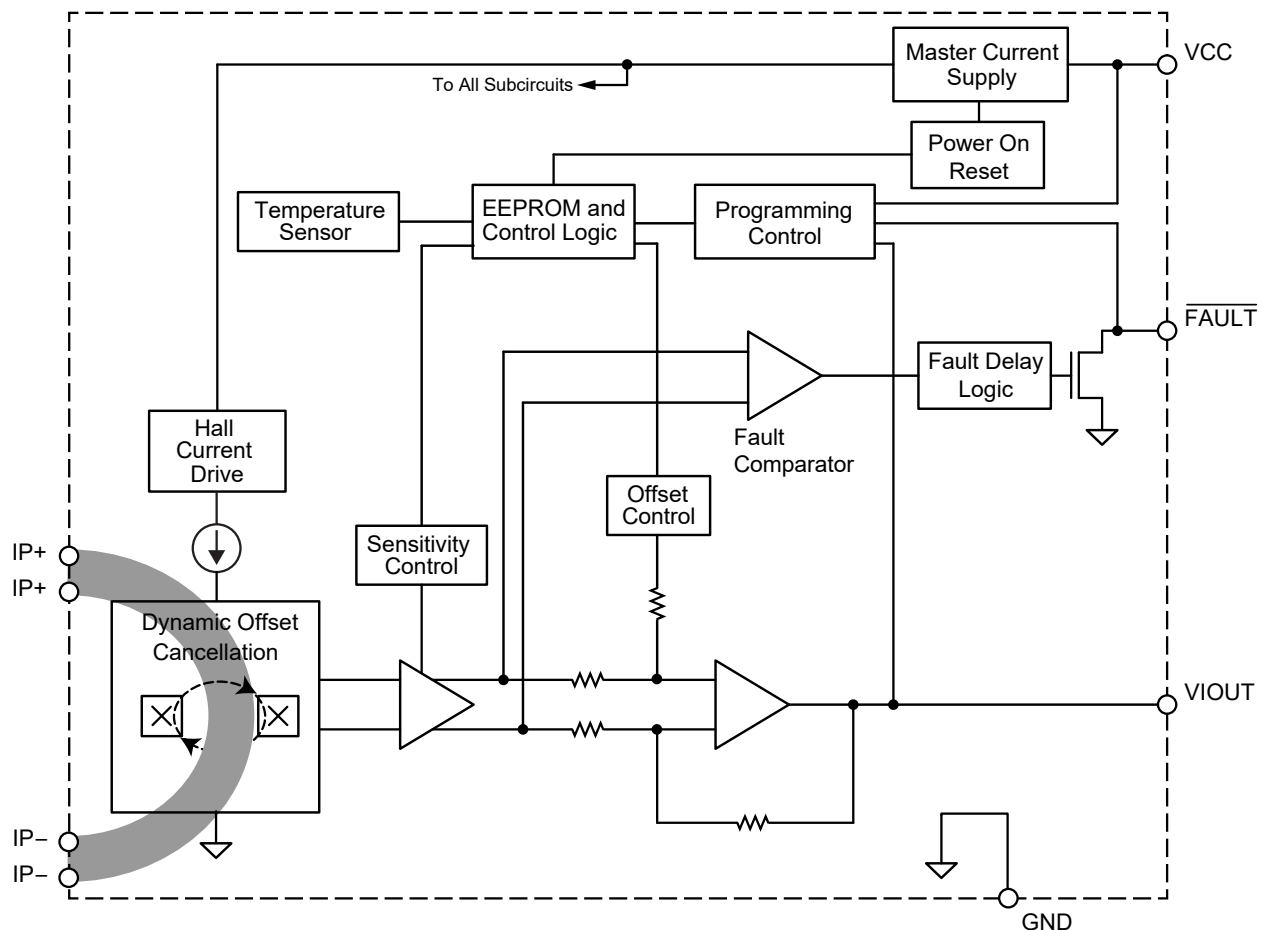 Master Current
Supply
VCC
To All Subcircuits
Power On
Reset
Temperature
Sensor
EEPROM and
Control Logic
Programming
Control
FAULT
Fault Delay
Logic
Hall
Current
Drive
Fault
Comparator
Offset
Control
Sensitivity
Control
IP+
IP+
Dynamic Offset
Cancellation
VIOUT
IP–
IP–
GND